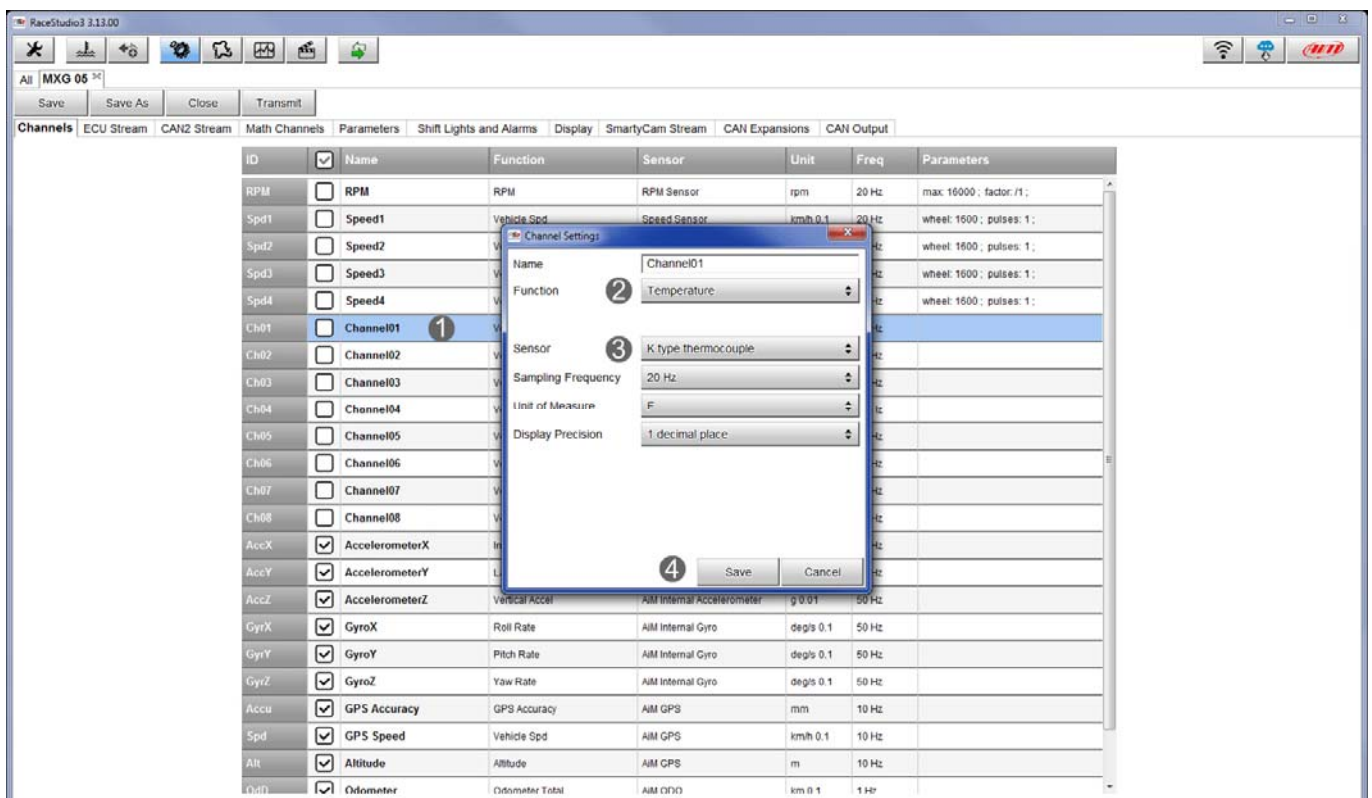 RaceStudio3 3.13.00
AiM
All MXG 05
Save Save As Close Transmit
Channels ECU Stream CAN2 Stream Math Channels Parameters Shift Lights and Alarms Display SmartyCam Stream CAN Expansions CAN Output
ID Name Function Sensor Unit Freq Parameters
RPM RPM RPM RPM Sensor rpm 20 Hz max: 16000 ; factor: /1 ;
Spd1 Speed1 Vehicle Spd Speed Sensor km/h 0.1 20 Hz wheel: 1600 ; pulses: 1 ;
Spd2 Speed2 wheel: 1600 ; pulses: 1 ;
Spd3 Speed3 wheel: 1600 ; pulses: 1 ;
Spd4 Speed4 wheel: 1600 ; pulses: 1 ;
Ch01 Channel01 1
Ch02 Channel02
Ch03 Channel03
Ch04 Channel04
Ch05 Channel05
Ch06 Channel06
Ch07 Channel07
Ch08 Channel08
AccX AccelerometerX
AccY AccelerometerY
AccZ AccelerometerZ Vertical Accel AiM Internal Accelerometer g 0.01 50 Hz
GyrX GyroX Roll Rate AiM Internal Gyro deg/s 0.1 50 Hz
GyrY GyroY Pitch Rate AiM Internal Gyro deg/s 0.1 50 Hz
GyrZ GyroZ Yaw Rate AiM Internal Gyro deg/s 0.1 50 Hz
Accu GPS Accuracy GPS Accuracy AiM GPS mm 10 Hz
Spd GPS Speed Vehicle Spd AiM GPS km/h 0.1 10 Hz
Alt Altitude Altitude AiM GPS m 10 Hz
OdD Odometer Odometer Total AiM ODO km 0.1 1 Hz
Channel Settings
Name Channel01
Function 2 Temperature
Sensor 3 K type thermocouple
Sampling Frequency 20 Hz
Unit of Measure F
Display Precision 1 decimal place
4 Save Cancel